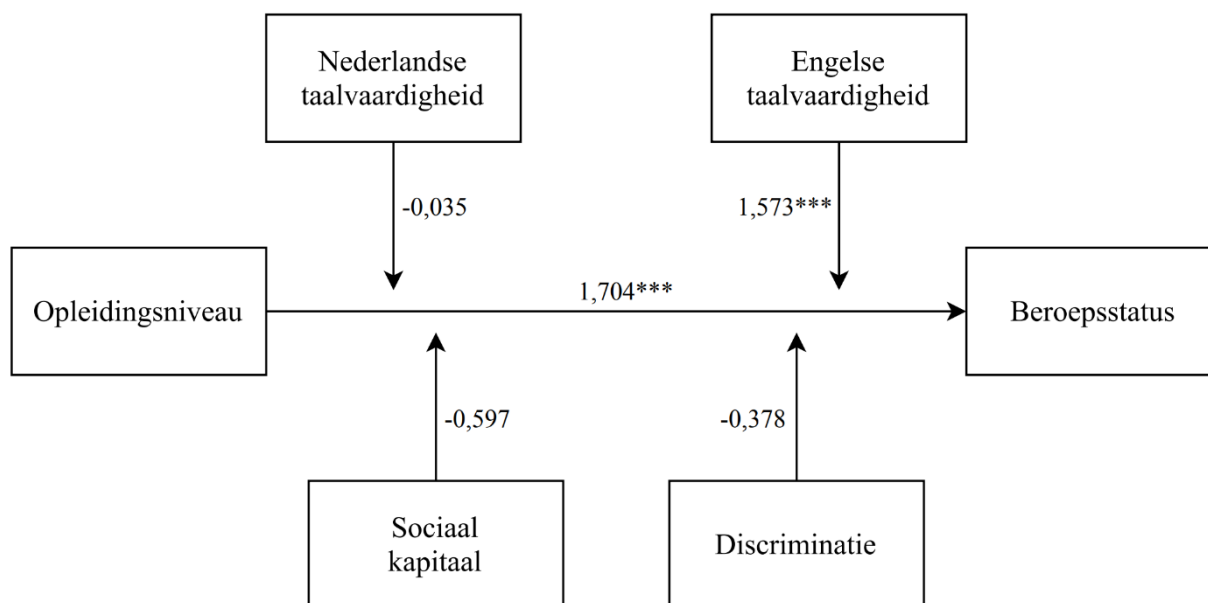 Nederlandse
taalvaardigheid
Engelse
taalvaardigheid
-0,035
1,573***
Opleidingsniveau
1,704***
Beroepsstatus
-0,597
-0,378
Sociaal
kapitaal
Discriminatie